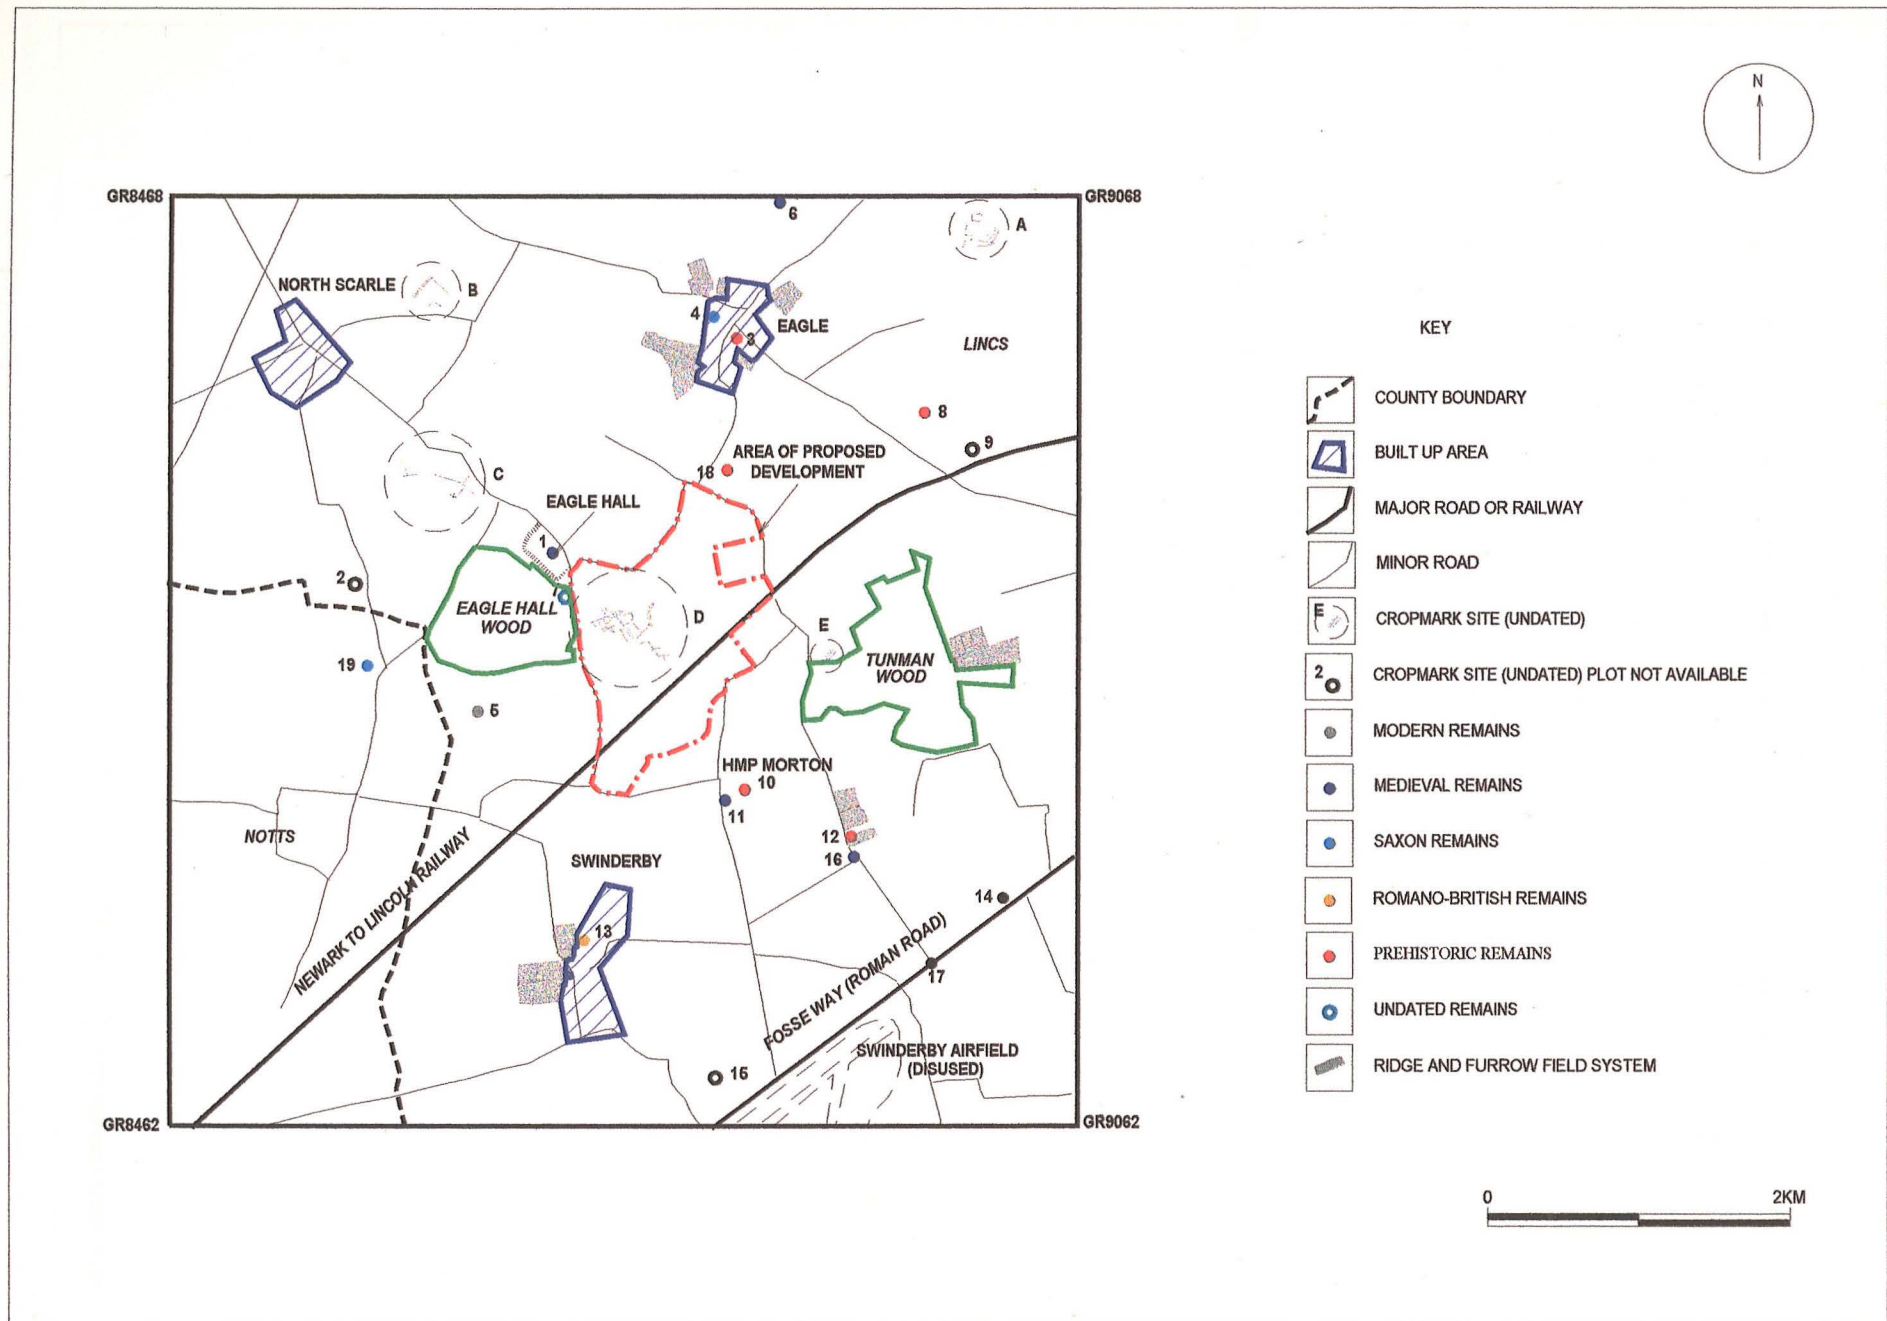 N
GR8468
GR9068
6
A
NORTH SCARLE
B
4
EAGLE
3
LINCS
8
9
C
18
AREA OF PROPOSED
DEVELOPMENT
EAGLE HALL
1
2
7
EAGLE HALL
WOOD
D
E
TUNMAN
WOOD
19
5
HMP MORTON
10
11
NOTTS
12
16
SWINDERBY
NEWARK TO LINCOLN RAILWAY
14
13
FOSSE WAY (ROMAN ROAD)
17
SWINDERBY AIRFIELD
(DISUSED)
16
GR8462
GR9062
KEY
COUNTY BOUNDARY
BUILT UP AREA
MAJOR ROAD OR RAILWAY
MINOR ROAD
E
CROPMARK SITE (UNDATED)
2
CROPMARK SITE (UNDATED) PLOT NOT AVAILABLE
MODERN REMAINS
MEDIEVAL REMAINS
SAXON REMAINS
ROMANO-BRITISH REMAINS
PREHISTORIC REMAINS
UNDATED REMAINS
RIDGE AND FURROW FIELD SYSTEM
0
2KM